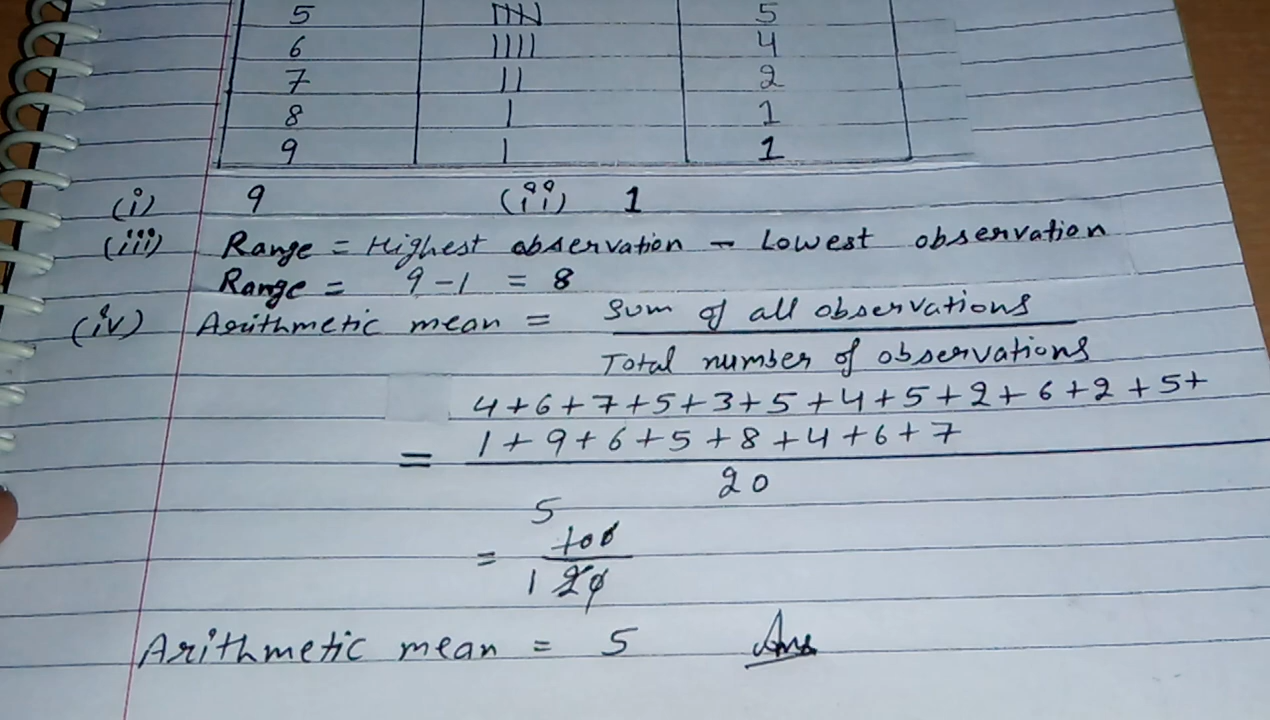 5 𝍸 5
6 |||| 4
7 || 2
8 | 1
9 | 1
(i) 9 (ii) 1
(iii) Range = Highest observation - Lowest observation
Range = 9-1 = 8
(iv) Arithmetic mean = Sum of all observations
Total number of observations
4+6+7+5+3+5+4+5+2+6+2+5+
= 1+9+6+5+8+4+6+7
20
5
= 100
1 20
Arithmetic mean = 5 Ans